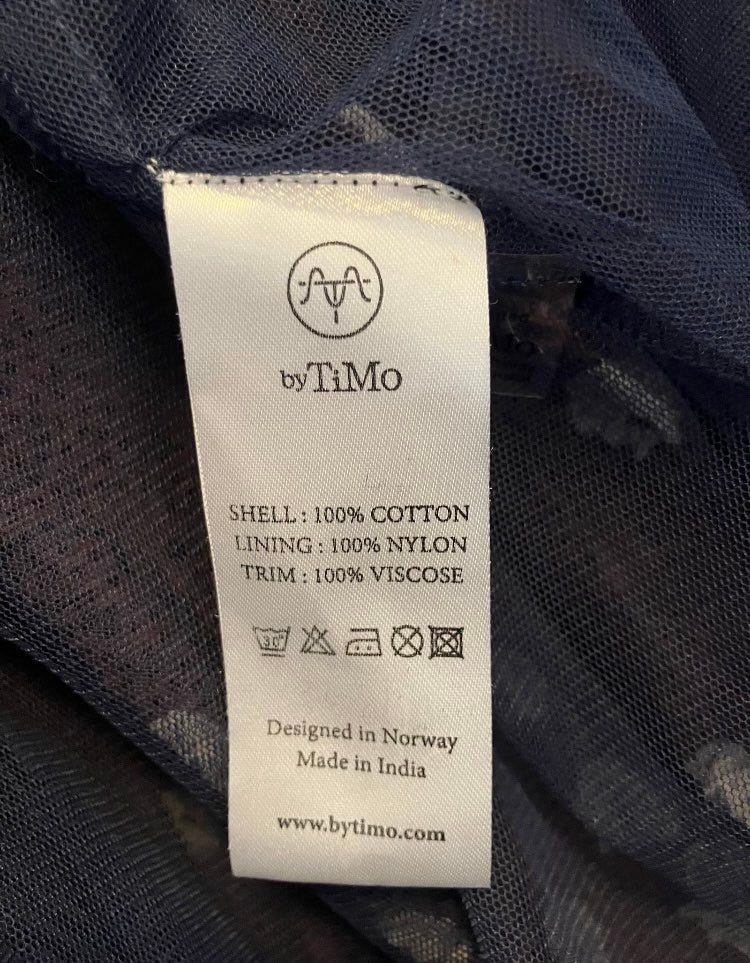 byTiMo
SHELL : 100% COTTON
LINING : 100% NYLON
TRIM : 100% VISCOSE
30°
Designed in Norway
Made in India
www.bytimo.com